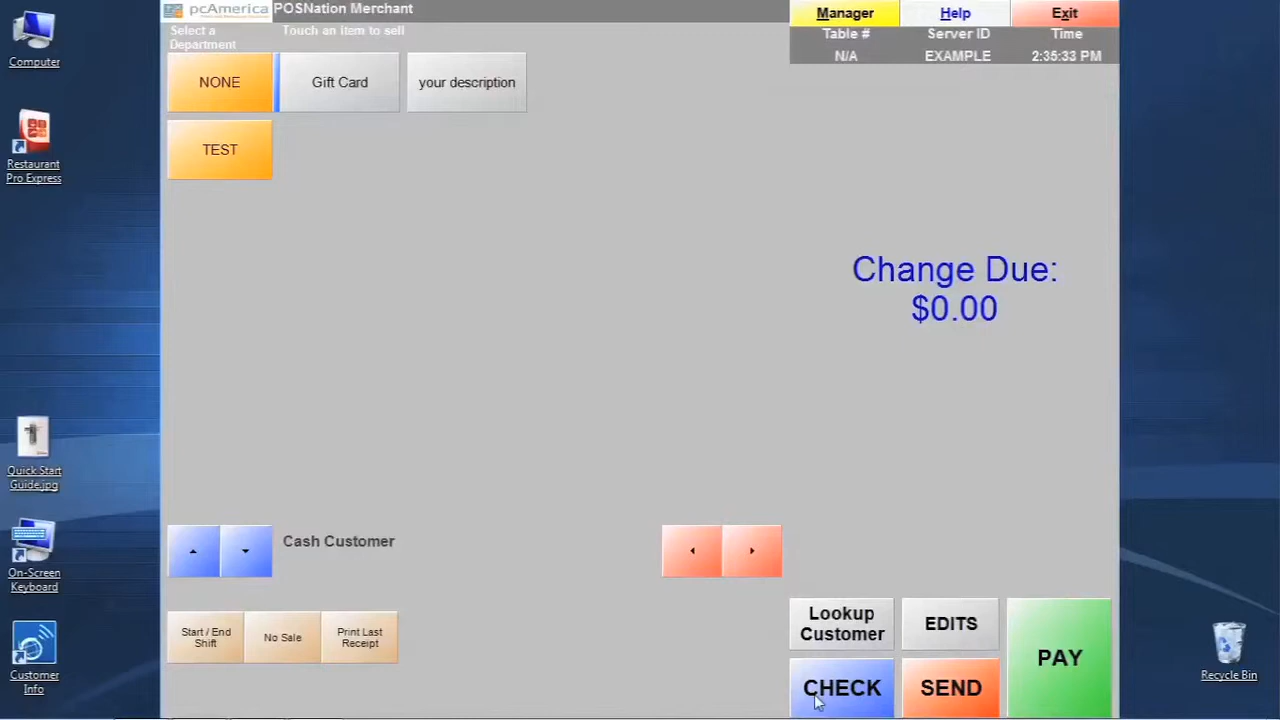 Computer
Restaurant
Pro Express
Quick Start
Guide.jpg
On-Screen
Keyboard
Customer
Info
pcAmerica
POSNation Merchant
Select a
Department
Touch an Item to sell
NONE
Gift Card
your description
TEST
Manager
Help
Exit
Table #
Server ID
Time
N/A
EXAMPLE
2:35:33 PM
Change Due:
$0.00
Cash Customer
Start / End
Shift
No Sale
Print Last
Receipt
Lookup
Customer
EDITS
PAY
CHECK
SEND
Recycle Bin